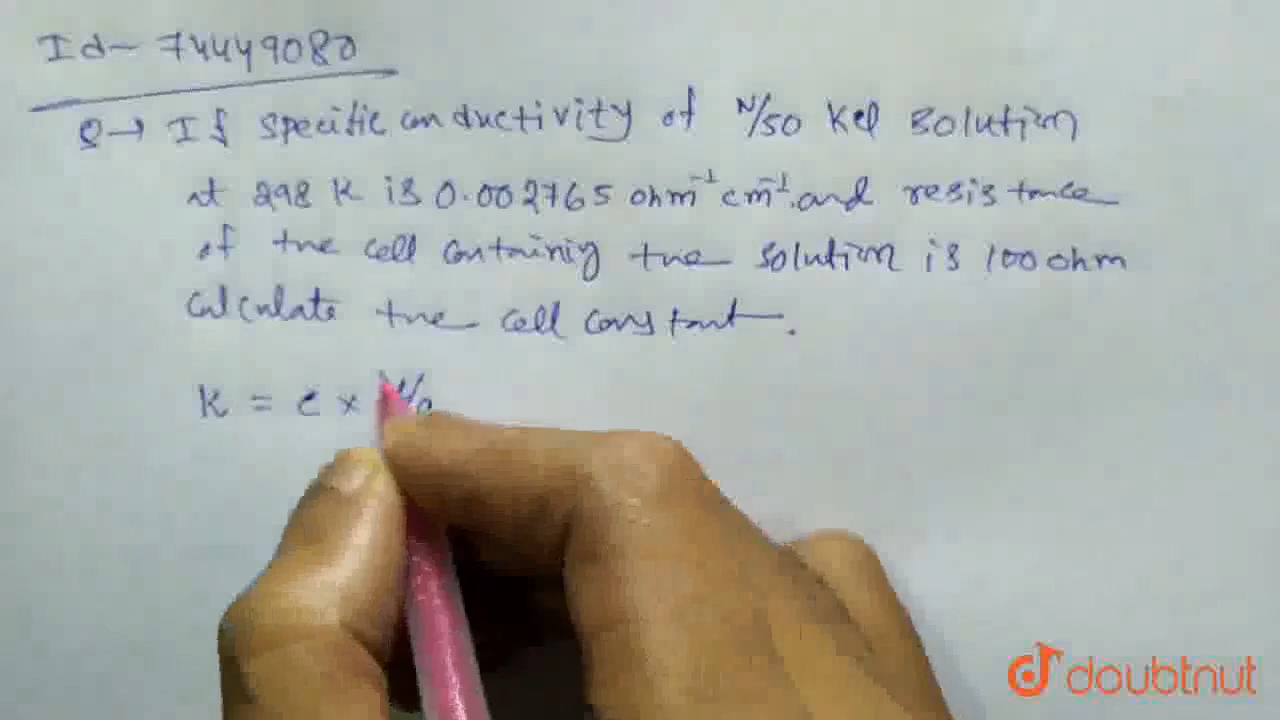 Id- 74449080
Q→ If specific conductivity of N/50 Kcl solution
at 298 K is 0.002765 ohm⁻¹ cm⁻¹ and resistance
of the cell containing the solution is 100 ohm
calculate the cell constant.
K = C ×
doubtnut